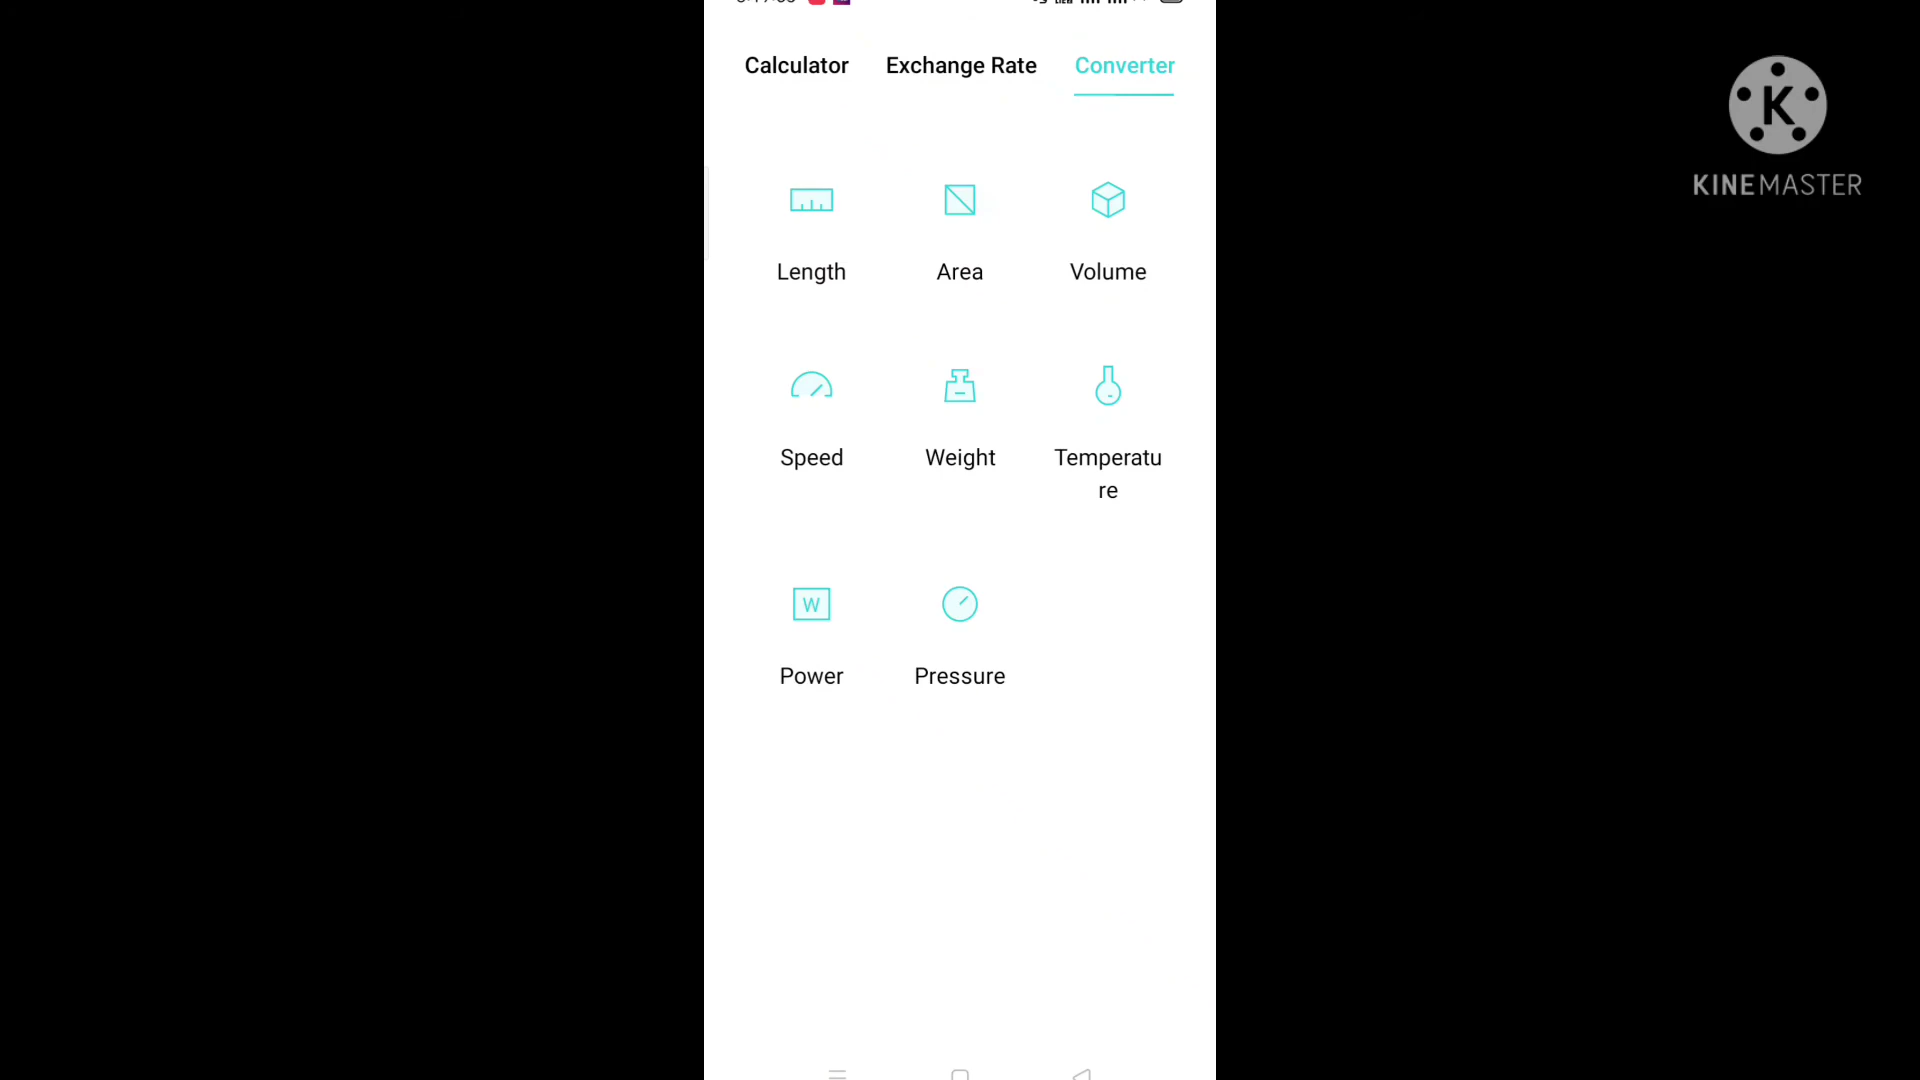 Calculator Exchange Rate Converter
K
KINEMASTER
Length Area Volume
Speed Weight Temperatu
re
W
Power Pressure